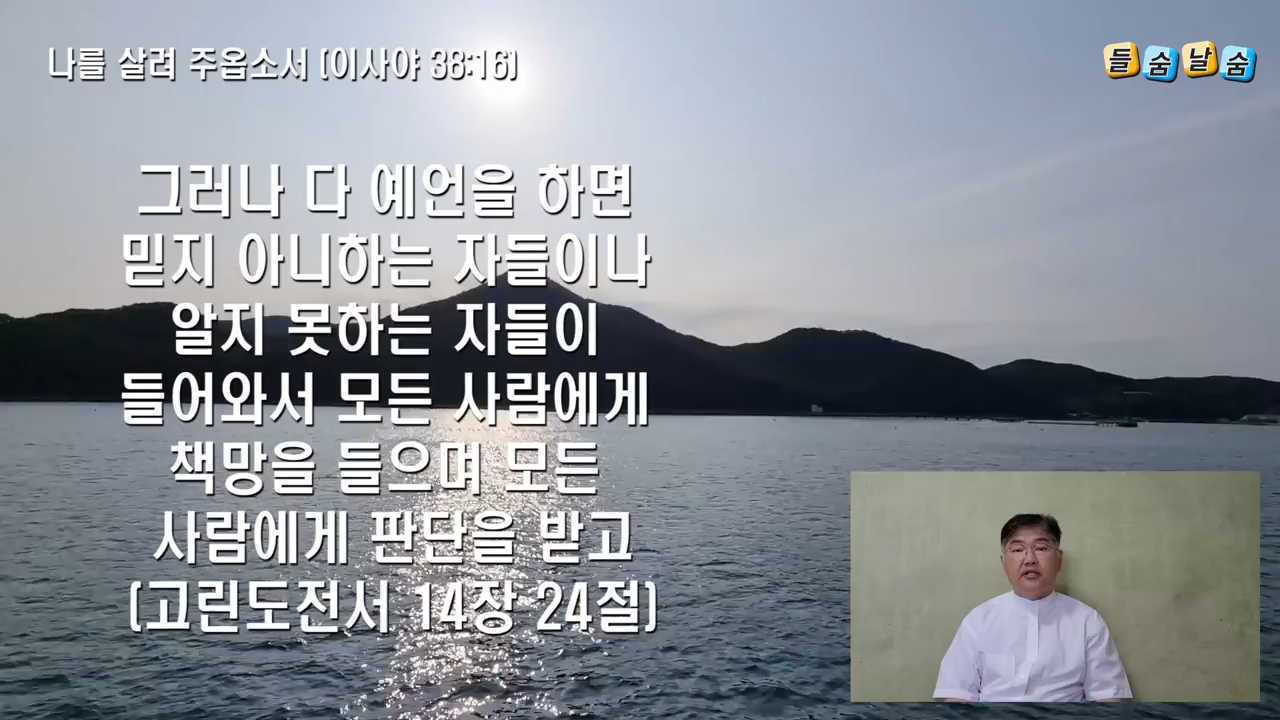 나를 살려 주옵소서 [이사야 38:16]
들숨날숨
그러나 다 예언을 하면
믿지 아니하는 자들이나
알지 못하는 자들이
들어와서 모든 사람에게
책망을 들으며 모든
사람에게 판단을 받고
[고린도전서 14장 24절]